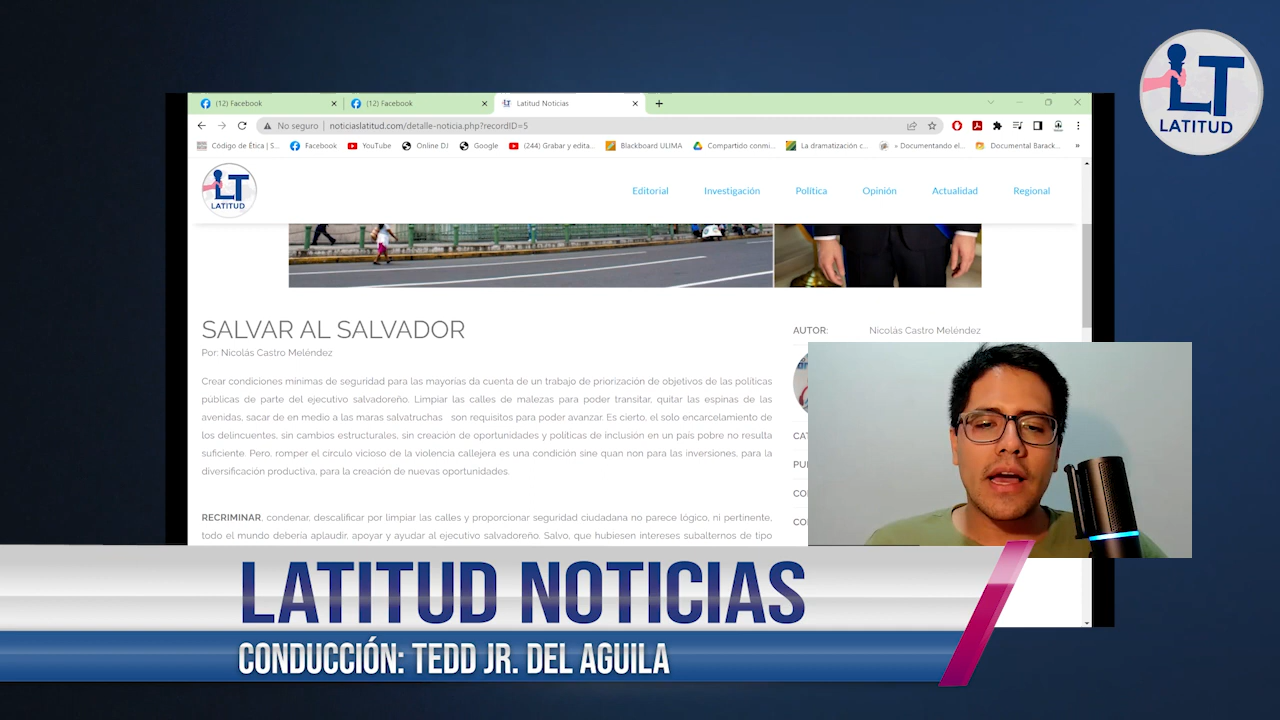 LT
LATITUD
(12) Facebook
(12) Facebook
Latitud Noticias
No seguro | noticiaslatitud.com/detalle-noticia.php?recordID=5
Código de Ética | S... Facebook YouTube Online DJ Google (244) Grabar y edita... Blackboard ULIMA Compartido conmi... La dramatización c... » Documentando el... Documental Barack... »
LT
LATITUD
Editorial Investigación Política Opinión Actualidad Regional
SALVAR AL SALVADOR
Por: Nicolás Castro Meléndez
AUTOR: Nicolás Castro Meléndez
Crear condiciones mínimas de seguridad para las mayorías da cuenta de un trabajo de priorización de objetivos de las políticas
públicas de parte del ejecutivo salvadoreño. Limpiar las calles de malezas para poder transitar, quitar las espinas de las
avenidas, sacar de en medio a las maras salvatruchas son requisitos para poder avanzar. Es cierto, el solo encarcelamiento de
los delincuentes, sin cambios estructurales, sin creación de oportunidades y políticas de inclusión en un país pobre no resulta
suficiente. Pero, romper el circulo vicioso de la violencia callejera es una condición sine quan non para las inversiones, para la
diversificación productiva, para la creación de nuevas oportunidades.
RECRIMINAR, condenar, descalificar por limpiar las calles y proporcionar seguridad ciudadana no parece lógico, ni pertinente,
todo el mundo debería aplaudir, apoyar y ayudar al ejecutivo salvadoreño. Salvo, que hubiesen intereses subalternos de tipo
CAT
PU
CO
CO
LATITUD NOTICIAS
CONDUCCIÓN: TEDD JR. DEL AGUILA